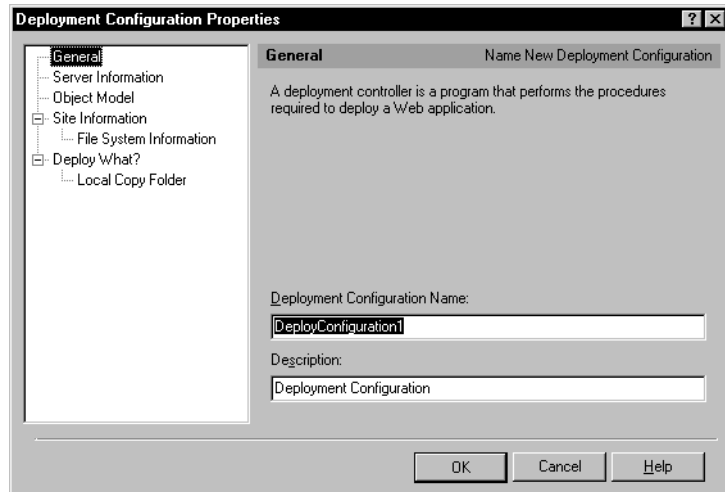 Deployment Configuration Properties
General
Server Information
Object Model
Site Information
File System Information
Deploy What?
Local Copy Folder
General Name New Deployment Configuration
A deployment controller is a program that performs the procedures
required to deploy a Web application.
Deployment Configuration Name:
DeployConfiguration1
Description:
Deployment Configuration
OK Cancel Help